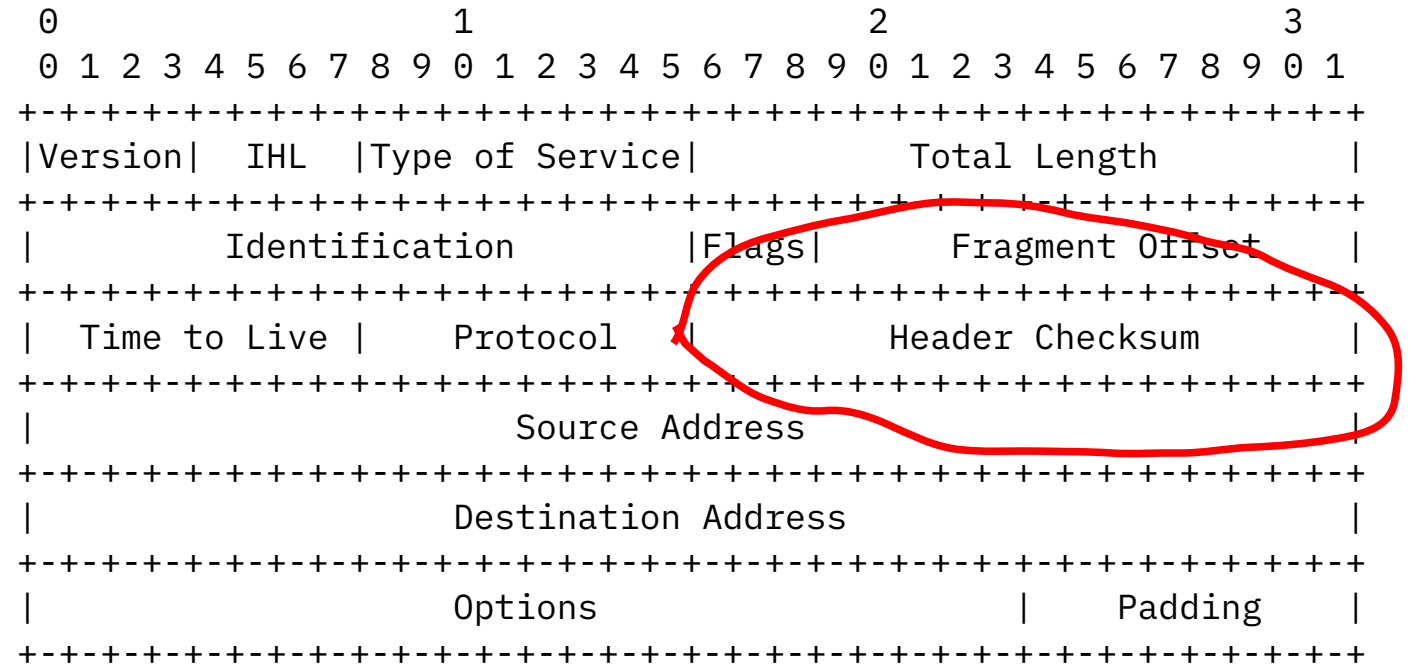 0                   1                   2                   3
 0 1 2 3 4 5 6 7 8 9 0 1 2 3 4 5 6 7 8 9 0 1 2 3 4 5 6 7 8 9 0 1
+-+-+-+-+-+-+-+-+-+-+-+-+-+-+-+-+-+-+-+-+-+-+-+-+-+-+-+-+-+-+-+-+
|Version|  IHL  |Type of Service|          Total Length         |
+-+-+-+-+-+-+-+-+-+-+-+-+-+-+-+-+-+-+-+-+-+-+-+-+-+-+-+-+-+-+-+-+
|         Identification        |Flags|      Fragment Offset    |
+-+-+-+-+-+-+-+-+-+-+-+-+-+-+-+-+-+-+-+-+-+-+-+-+-+-+-+-+-+-+-+-+
|  Time to Live |    Protocol   |         Header Checksum       |
+-+-+-+-+-+-+-+-+-+-+-+-+-+-+-+-+-+-+-+-+-+-+-+-+-+-+-+-+-+-+-+-+
|                       Source Address                          |
+-+-+-+-+-+-+-+-+-+-+-+-+-+-+-+-+-+-+-+-+-+-+-+-+-+-+-+-+-+-+-+-+
|                    Destination Address                        |
+-+-+-+-+-+-+-+-+-+-+-+-+-+-+-+-+-+-+-+-+-+-+-+-+-+-+-+-+-+-+-+-+
|                    Options                    |    Padding    |
+-+-+-+-+-+-+-+-+-+-+-+-+-+-+-+-+-+-+-+-+-+-+-+-+-+-+-+-+-+-+-+-+